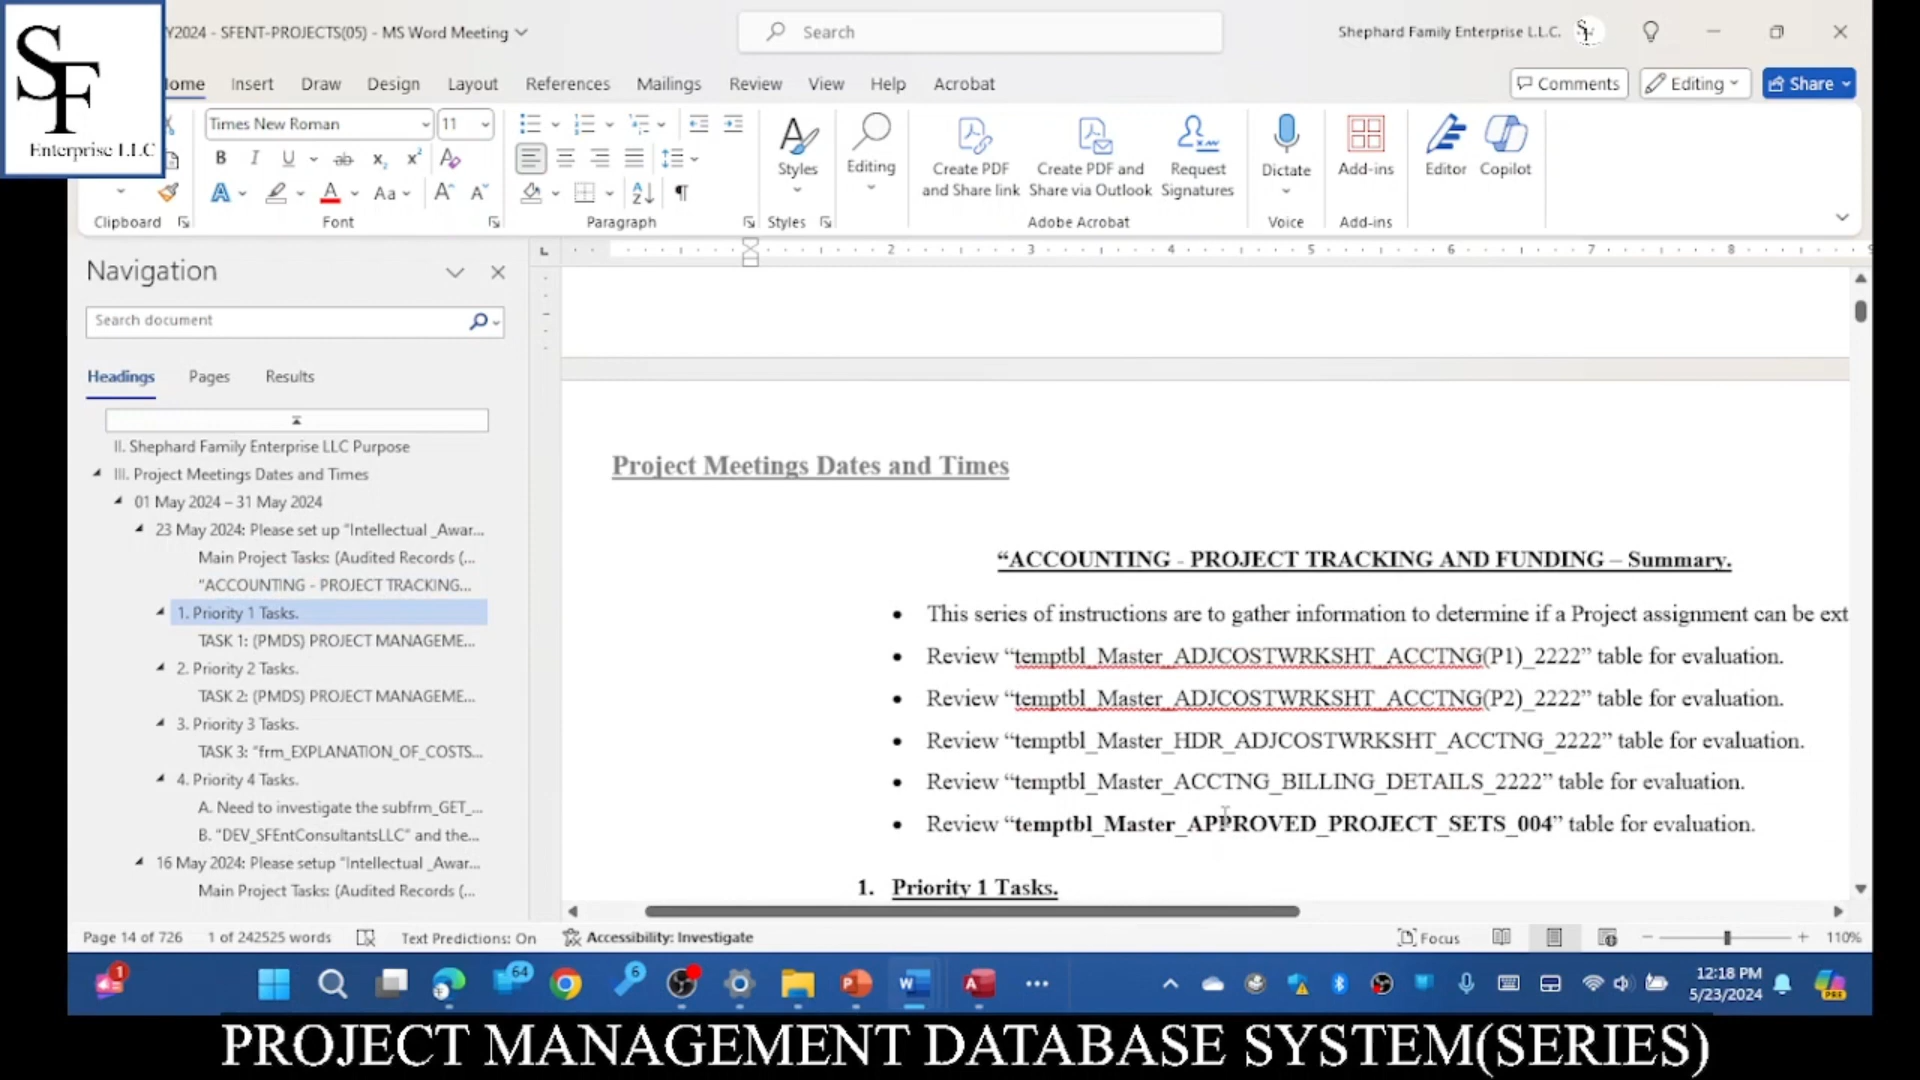 SF
Enterprise LLC
Y2024 - SFENT-PROJECTS(05) - MS Word Meeting
Search
Shephard Family Enterprise L.L.C.
ome Insert Draw Design Layout References Mailings Review View Help Acrobat
Comments Editing Share
Times New Roman 11
Styles
Editing
Create PDF and Share link
Create PDF and Share via Outlook
Request Signatures
Dictate
Add-ins
Editor
Copilot
Clipboard Font Paragraph Styles Adobe Acrobat Voice Add-ins
2 3 4 5 6 7 8 9
Navigation
Search document
Headings Pages Results
II. Shephard Family Enterprise LLC Purpose
III. Project Meetings Dates and Times
01 May 2024 – 31 May 2024
23 May 2024: Please set up "Intellectual _Awar...
Main Project Tasks: (Audited Records (...
"ACCOUNTING - PROJECT TRACKING...
1. Priority 1 Tasks.
TASK 1: (PMDS) PROJECT MANAGEME...
2. Priority 2 Tasks.
TASK 2: (PMDS) PROJECT MANAGEME...
3. Priority 3 Tasks.
TASK 3: "frm_EXPLANATION_OF_COSTS...
4. Priority 4 Tasks.
A. Need to investigate the subfrm_GET_...
B. "DEV_SFEntConsultantsLLC" and the...
16 May 2024: Please setup "Intellectual _Awar...
Main Project Tasks: (Audited Records (...
Project Meetings Dates and Times
“ACCOUNTING - PROJECT TRACKING AND FUNDING – Summary.
• This series of instructions are to gather information to determine if a Project assignment can be ext
• Review “temptbl_Master_ADJCOSTWRKSHT_ACCTNG(P1)_2222” table for evaluation.
• Review “temptbl_Master_ADJCOSTWRKSHT_ACCTNG(P2)_2222” table for evaluation.
• Review “temptbl_Master_HDR_ADJCOSTWRKSHT_ACCTNG_2222” table for evaluation.
• Review “temptbl_Master_ACCTNG_BILLING_DETAILS_2222” table for evaluation.
• Review “temptbl_Master_APPROVED_PROJECT_SETS_004” table for evaluation.
1. Priority 1 Tasks.
Page 14 of 726 1 of 242525 words Text Predictions: On Accessibility: Investigate
Focus 110%
1 64 6
12:18 PM
5/23/2024
PROJECT MANAGEMENT DATABASE SYSTEM(SERIES)